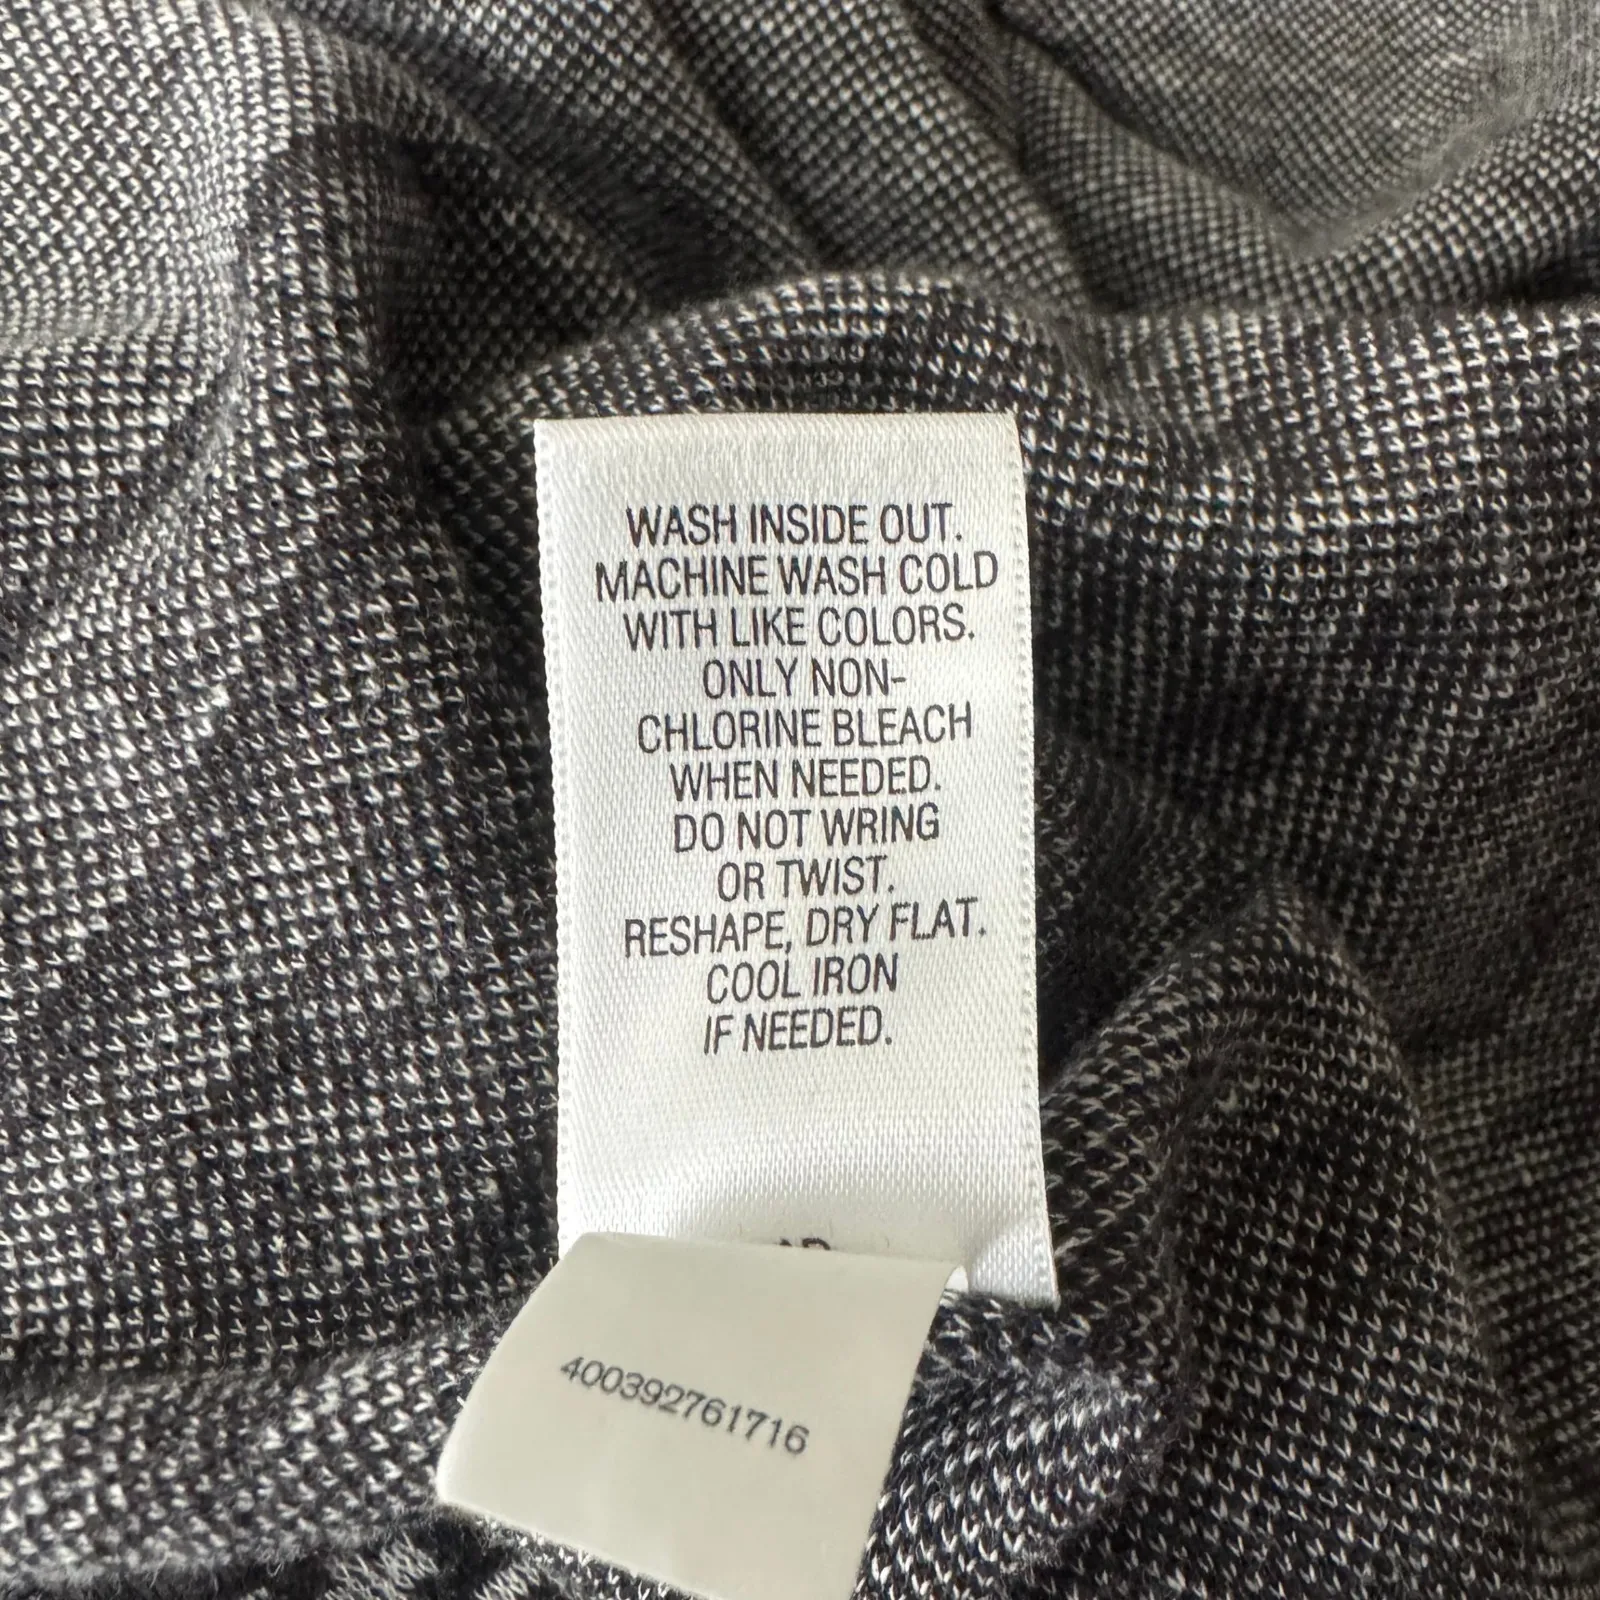 WASH INSIDE OUT.
MACHINE WASH COLD
WITH LIKE COLORS.
ONLY NON-
CHLORINE BLEACH
WHEN NEEDED.
DO NOT WRING
OR TWIST.
RESHAPE, DRY FLAT.
COOL IRON
IF NEEDED.
400392761716